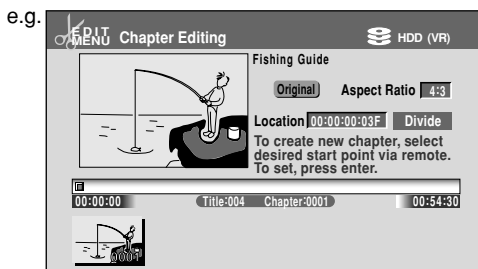 e.g.
EDIT
MENU Chapter Editing HDD (VR)
Fishing Guide
Original Aspect Ratio 4:3
Location 00:00:00:03F Divide
To create new chapter, select
desired start point via remote.
To set, press enter.
00:00:00 Title:004 Chapter:0001 00:54:30
0001